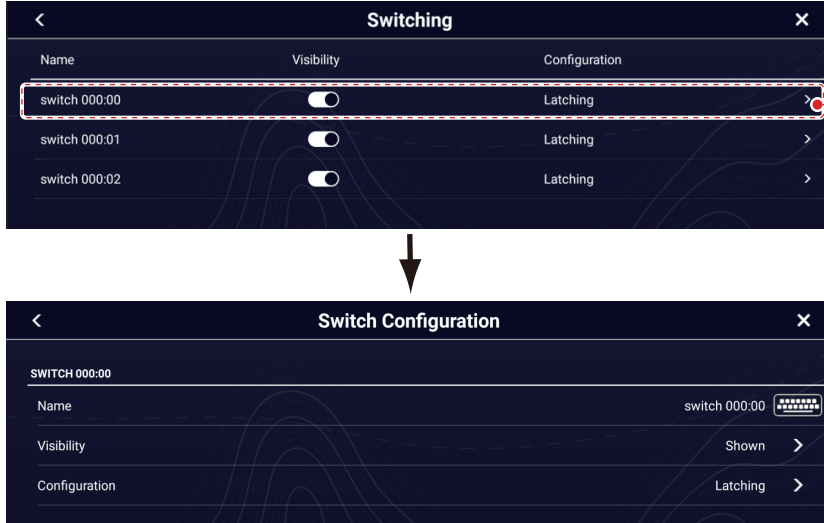 Switching
Name Visibility Configuration
switch 000:00 Latching
switch 000:01 Latching
switch 000:02 Latching
Switch Configuration
SWITCH 000:00
Name switch 000:00
Visibility Shown
Configuration Latching